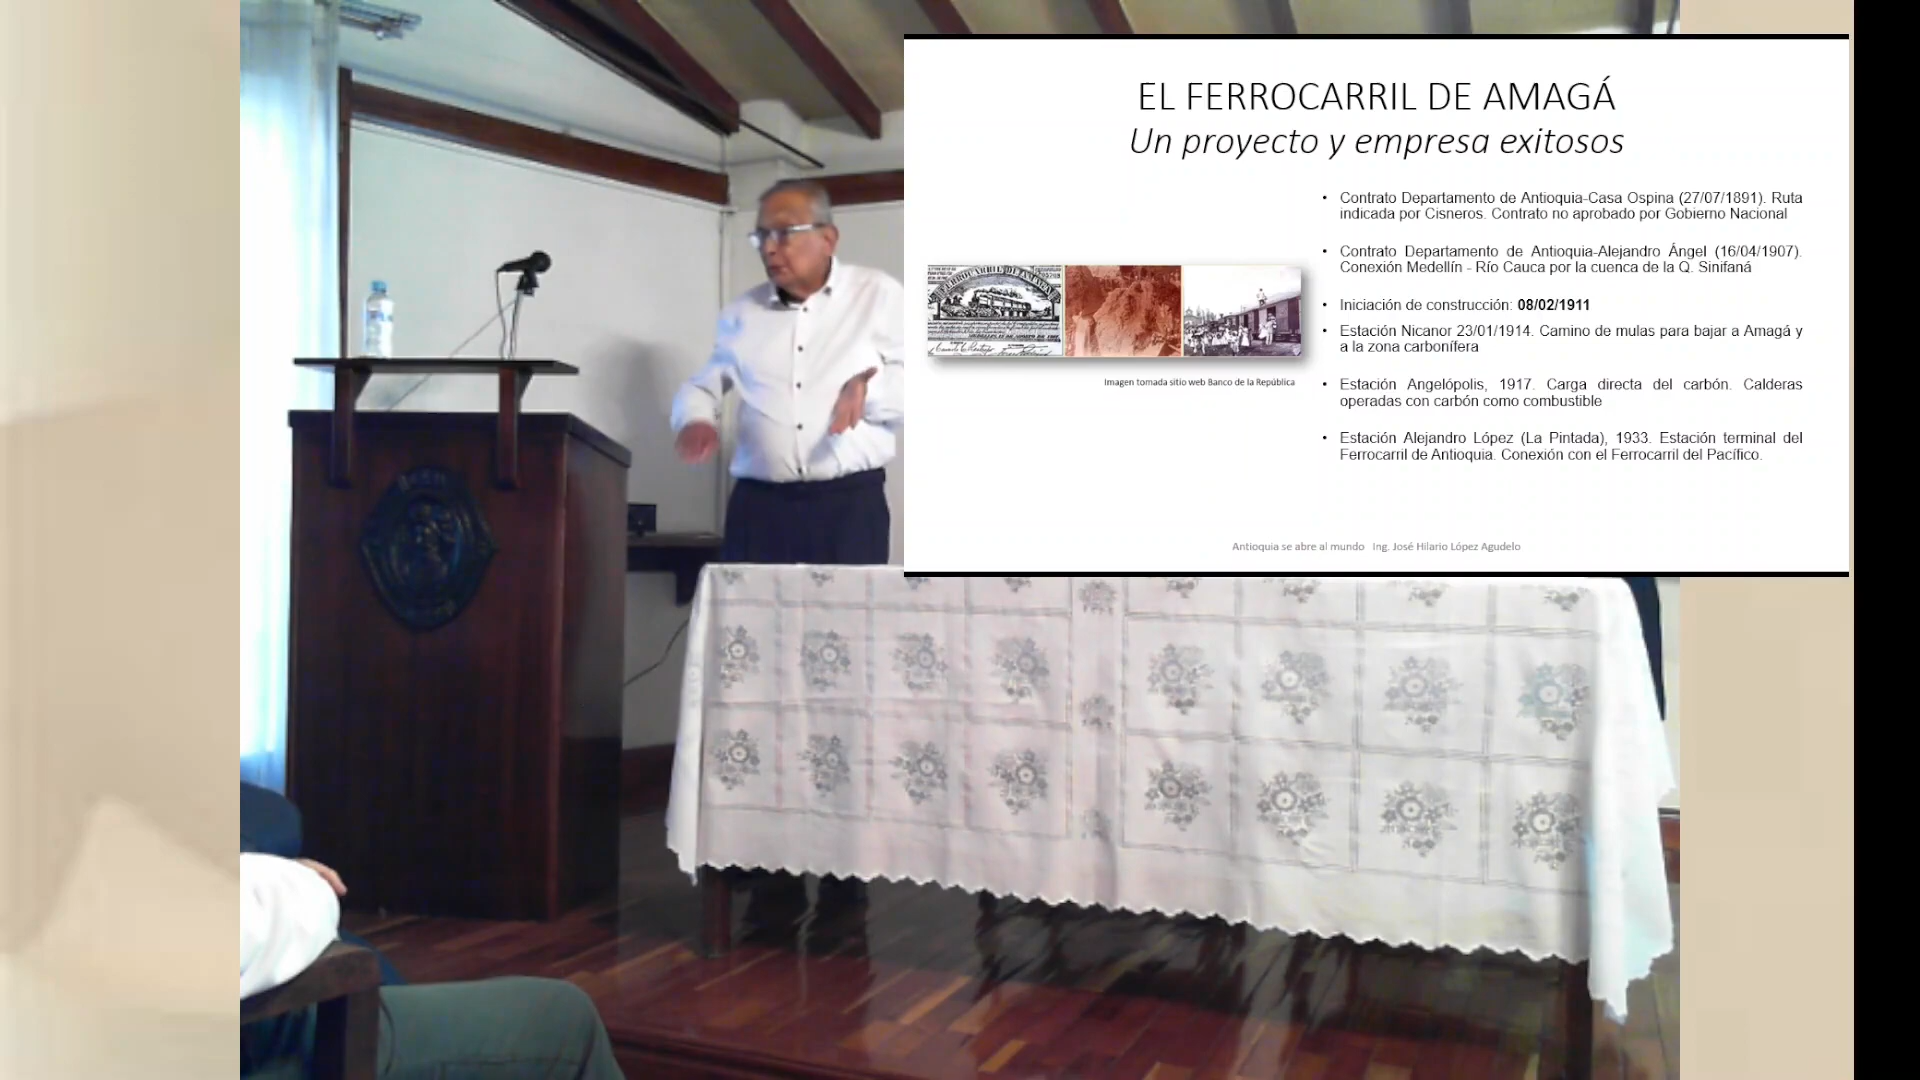 EL FERROCARRIL DE AMAGÁ
Un proyecto y empresa exitosos
• Contrato Departamento de Antioquia-Casa Ospina (27/07/1891). Ruta
indicada por Cisneros. Contrato no aprobado por Gobierno Nacional
• Contrato Departamento de Antioquia-Alejandro Ángel (16/04/1907).
Conexión Medellín - Río Cauca por la cuenca de la Q. Sinifaná
• Iniciación de construcción: 08/02/1911
• Estación Nicanor 23/01/1914. Camino de mulas para bajar a Amagá y
a la zona carbonífera
• Estación Angelópolis, 1917. Carga directa del carbón. Calderas
operadas con carbón como combustible
• Estación Alejandro López (La Pintada), 1933. Estación terminal del
Ferrocarril de Antioquia. Conexión con el Ferrocarril del Pacífico.
FERROCARRIL DE AMAGA
Imagen tomada sitio web Banco de la República
Antioquia se abre al mundo Ing. José Hilario López Agudelo